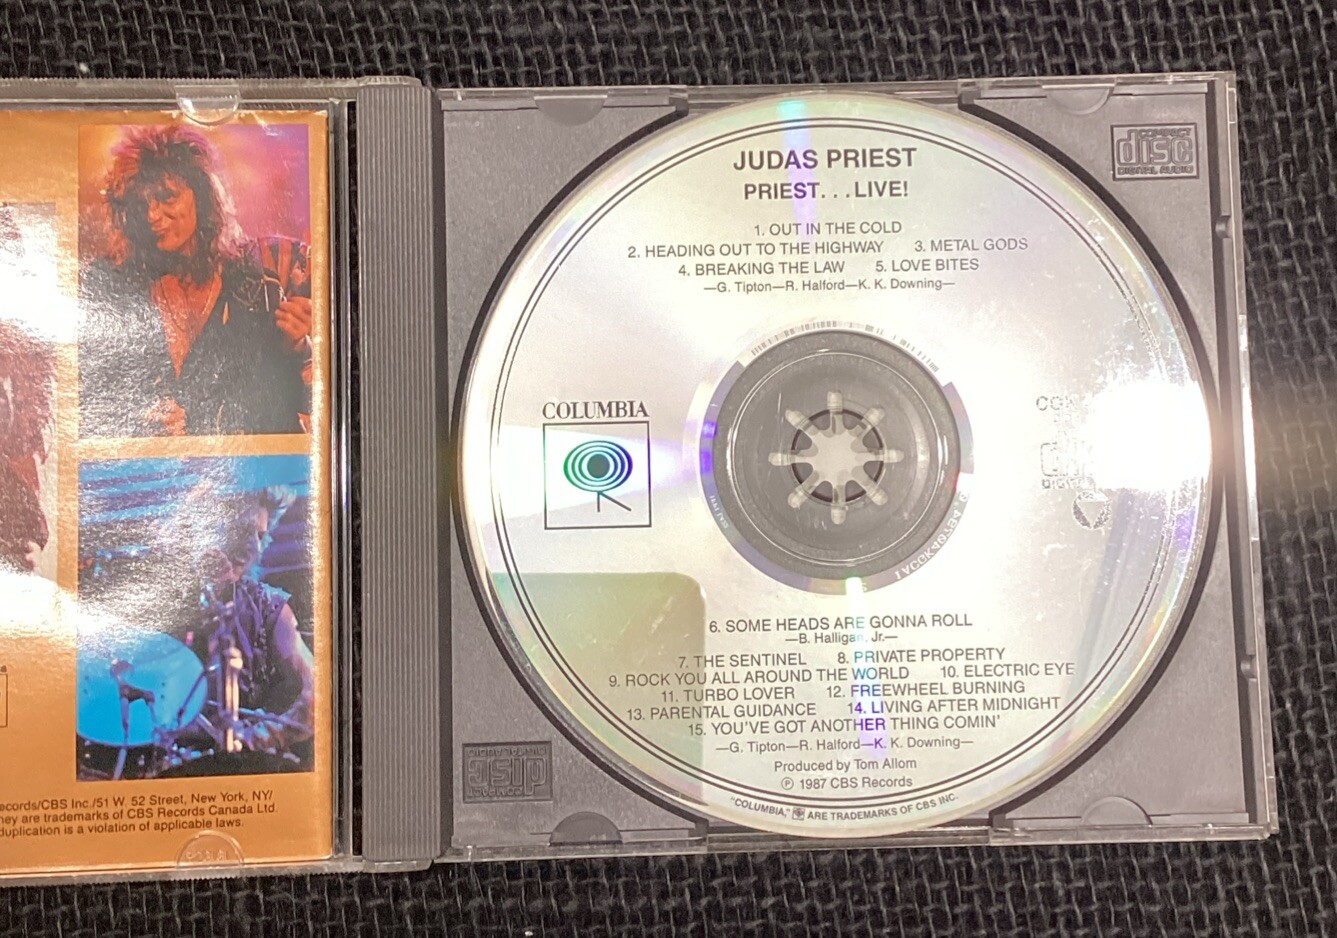 JUDAS PRIEST
PRIEST...LIVE!
1. OUT IN THE COLD
2. HEADING OUT TO THE HIGHWAY 3. METAL GODS
4. BREAKING THE LAW 5. LOVE BITES
—G. Tipton—R. Halford—K. K. Downing—
COLUMBIA
6. SOME HEADS ARE GONNA ROLL
—B. Halligan, Jr.—
7. THE SENTINEL 8. PRIVATE PROPERTY
9. ROCK YOU ALL AROUND THE WORLD 10. ELECTRIC EYE
11. TURBO LOVER 12. FREEWHEEL BURNING
13. PARENTAL GUIDANCE 14. LIVING AFTER MIDNIGHT
15. YOU'VE GOT ANOTHER THING COMIN'
—G. Tipton—R. Halford—K. K. Downing—
Produced by Tom Allom
℗ 1987 CBS Records
"COLUMBIA," ARE TRADEMARKS OF CBS INC.
COMPACT
disc
DIGITAL AUDIO
COMPACT
disc
DIGITAL AUDIO
/CBS Inc./51 W. 52 Street, New York, NY/
are trademarks of CBS Records Canada Ltd.
duplication is a violation of applicable laws.